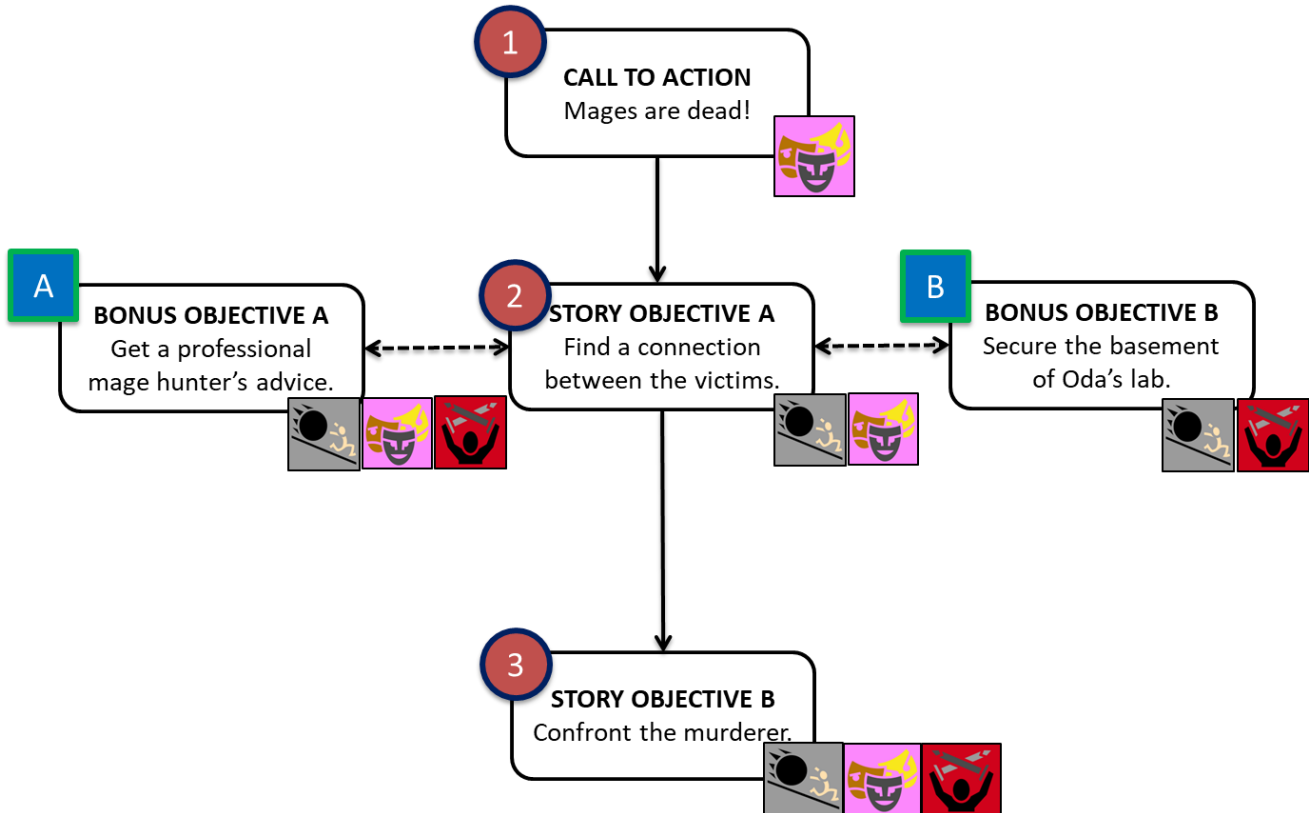 1
CALL TO ACTION
Mages are dead!
A
BONUS OBJECTIVE A
Get a professional
mage hunter’s advice.
2
STORY OBJECTIVE A
Find a connection
between the victims.
B
BONUS OBJECTIVE B
Secure the basement
of Oda’s lab.
3
STORY OBJECTIVE B
Confront the murderer.